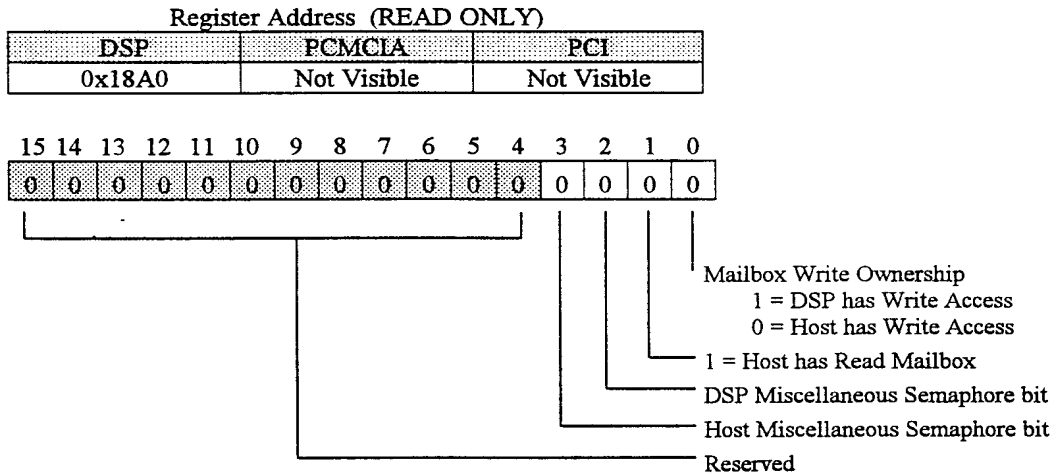 Register Address (READ ONLY)
DSP PCMCIA PCI
0x18A0 Not Visible Not Visible
15 14 13 12 11 10 9 8 7 6 5 4 3 2 1 0
0 0 0 0 0 0 0 0 0 0 0 0 0 0 0 0
Mailbox Write Ownership
1 = DSP has Write Access
0 = Host has Write Access
1 = Host has Read Mailbox
DSP Miscellaneous Semaphore bit
Host Miscellaneous Semaphore bit
Reserved